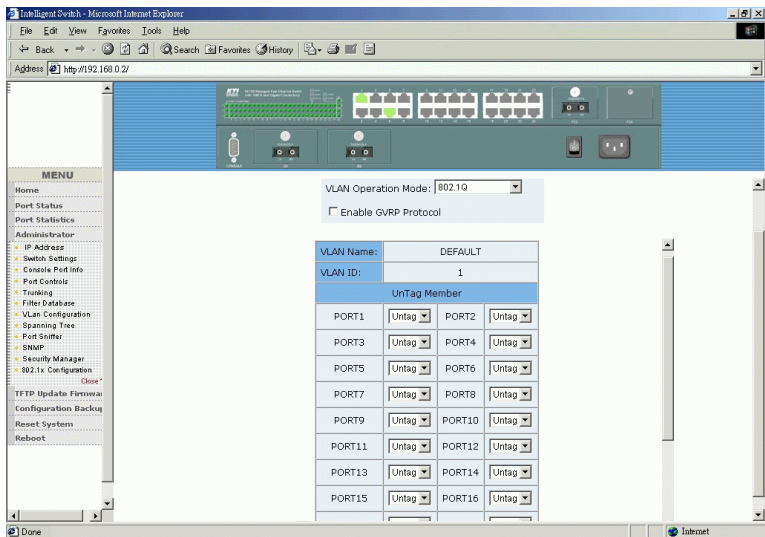 Intelligent Switch - Microsoft Internet Explorer
File Edit View Favorites Tools Help
Back Search Favorites History
Address http://192.168.0.2/
MENU
Home
Port Status
Port Statistics
Administrator
IP Address
Switch Settings
Console Port Info
Port Controls
Trunking
Filter Database
VLan Configuration
Spanning Tree
Port Sniffer
SNMP
Security Manager
802.1x Configuration
Close
TFTP Update Firmwa
Configuration Backup
Reset System
Reboot
KTI
CONSOLE
VLAN Operation Mode: 802.1Q
Enable GVRP Protocol
VLAN Name: DEFAULT
VLAN ID: 1
UnTag Member
PORT1 Untag PORT2 Untag
PORT3 Untag PORT4 Untag
PORT5 Untag PORT6 Untag
PORT7 Untag PORT8 Untag
PORT9 Untag PORT10 Untag
PORT11 Untag PORT12 Untag
PORT13 Untag PORT14 Untag
PORT15 Untag PORT16 Untag
Done Internet